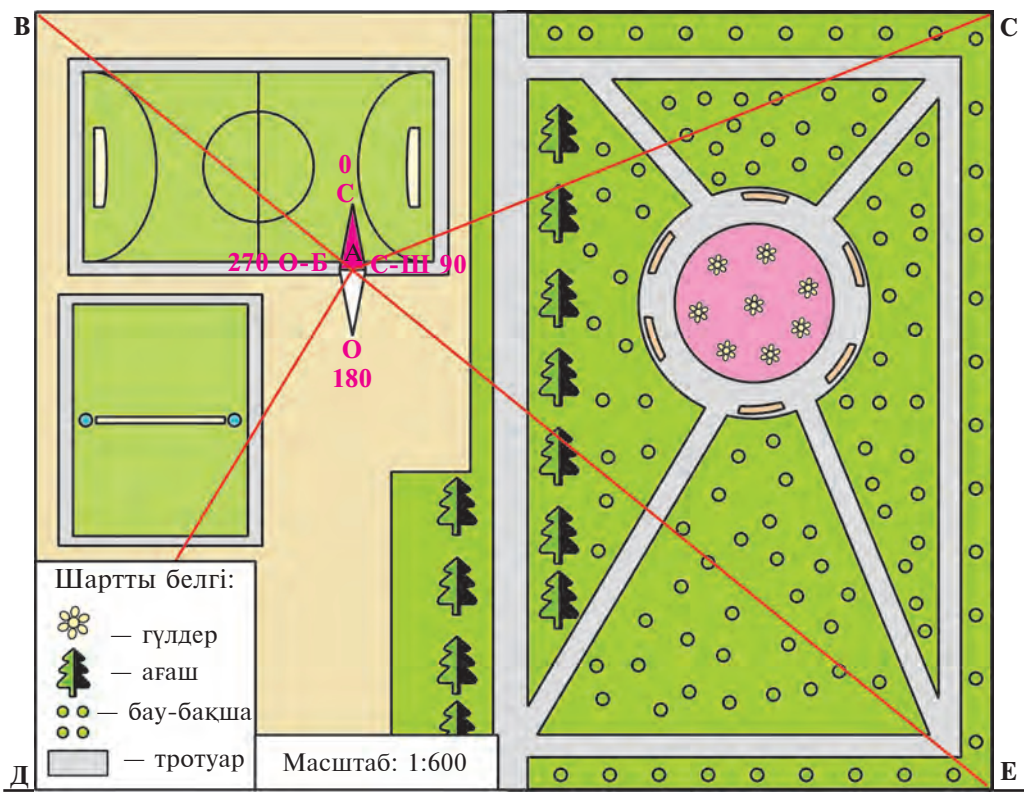 В
С
0
С
А
270 О-Б
С-Ш 90
О
180
Шартты белгі:
— гүлдер
— ағаш
— бау-бақша
— тротуар
Масштаб: 1:600
Д
Е